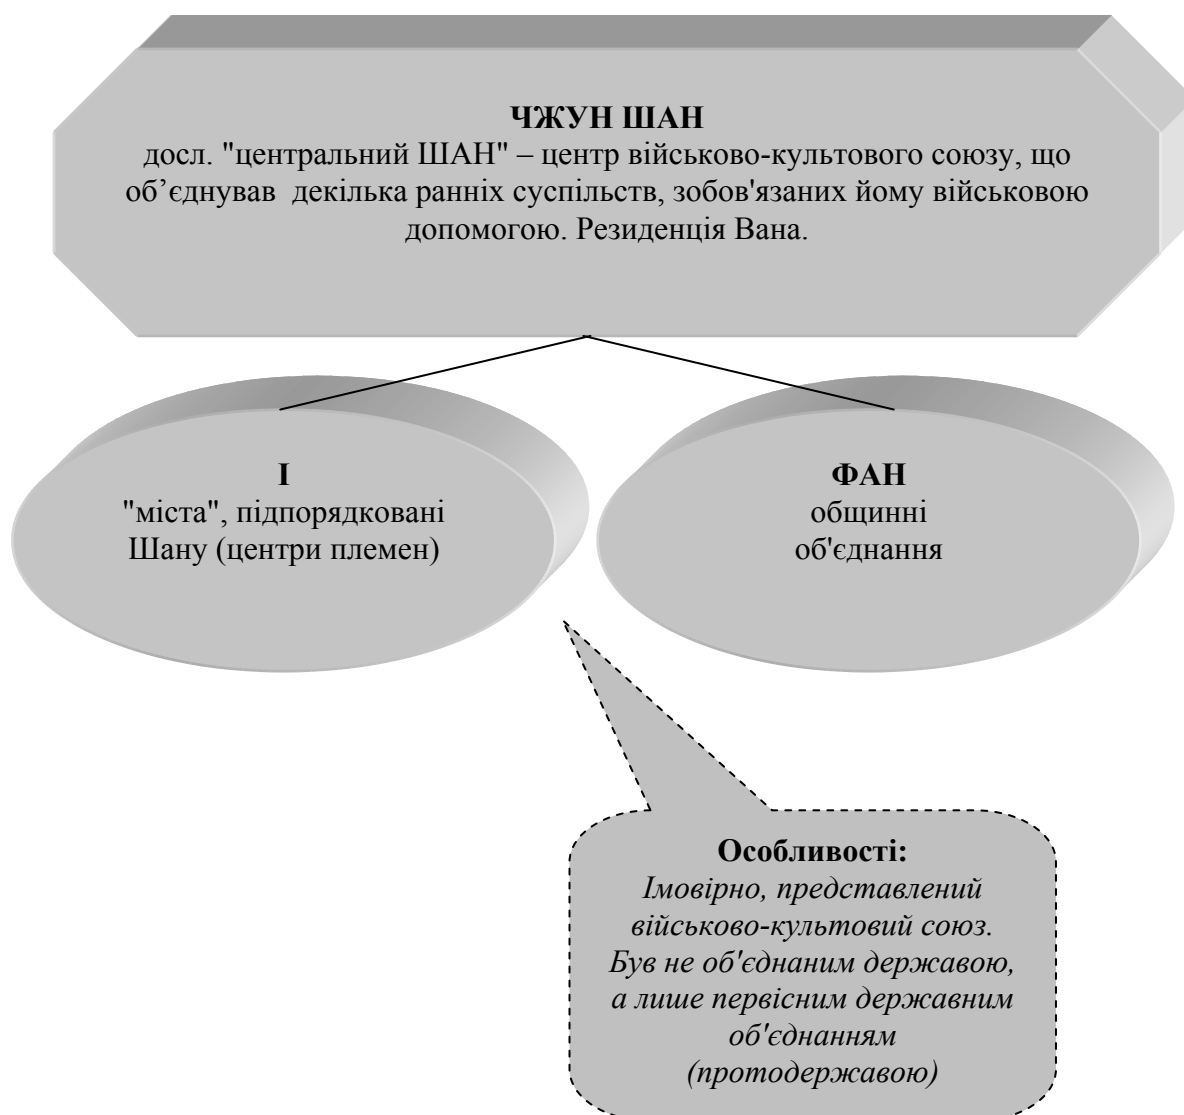 ЧЖУН ШАН
досл. "центральний ШАН" – центр військово-культового союзу, що
об’єднував декілька ранніх суспільств, зобов'язаних йому військовою
допомогою. Резиденція Вана.
І
"міста", підпорядковані
Шану (центри племен)
ФАН
общинні
об'єднання
Особливості:
Імовірно, представлений
військово-культовий союз.
Був не об'єднаним державою,
а лише первісним державним
об'єднанням
(протодержавою)